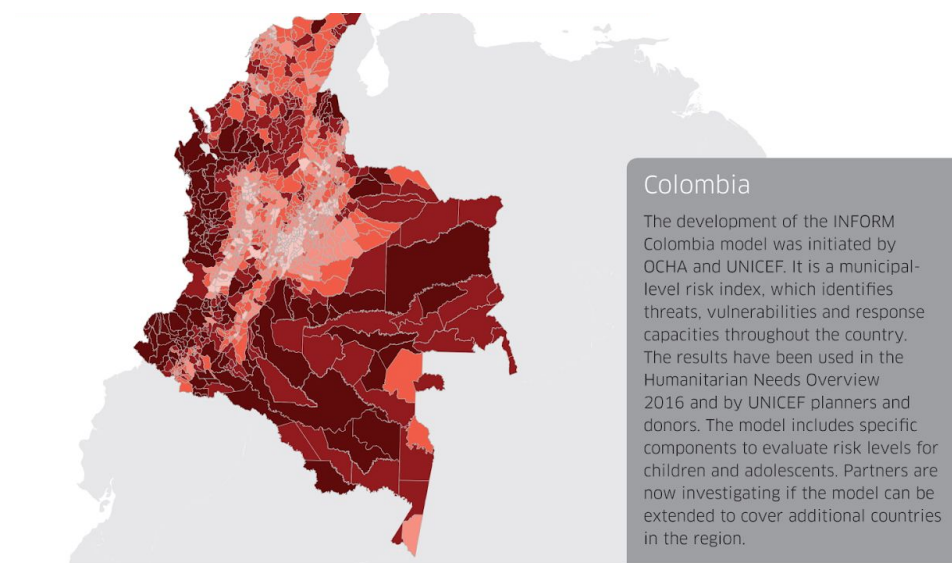 Colombia
The development of the INFORM
Colombia model was initiated by
OCHA and UNICEF. It is a municipal-
level risk index, which identifies
threats, vulnerabilities and response
capacities throughout the country.
The results have been used in the
Humanitarian Needs Overview
2016 and by UNICEF planners and
donors. The model includes specific
components to evaluate risk levels for
children and adolescents. Partners are
now investigating if the model can be
extended to cover additional countries
in the region.